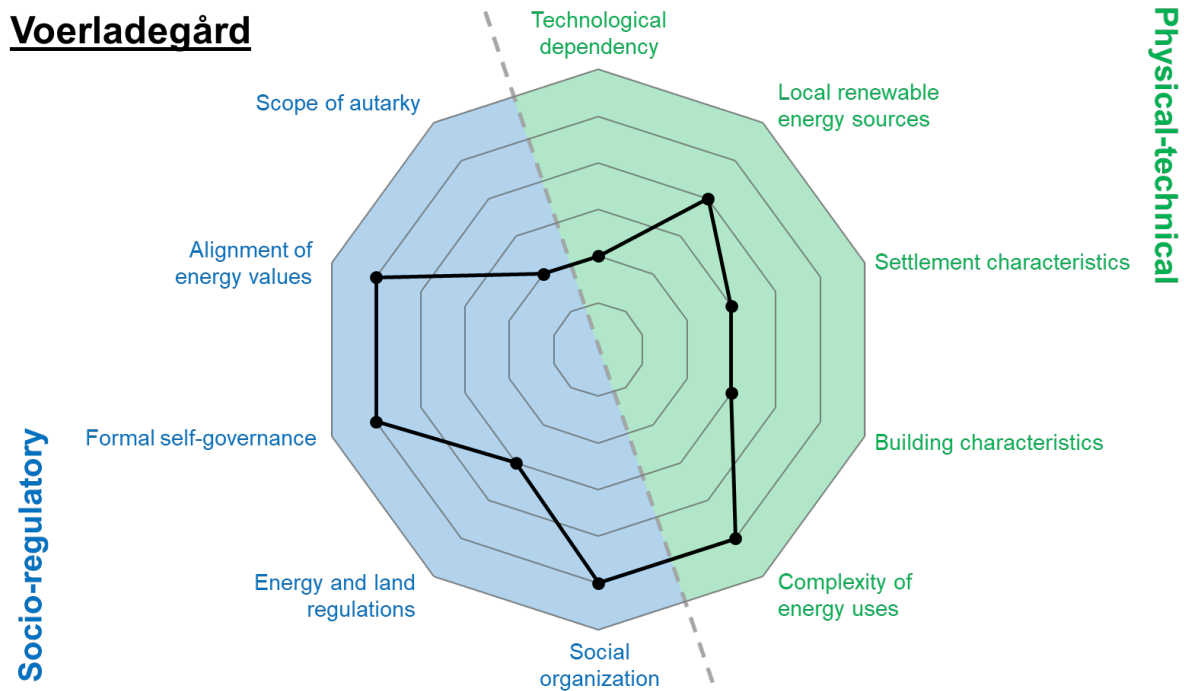 Voerladegård
Technological
dependency
Local renewable
energy sources
Settlement characteristics
Building characteristics
Complexity of
energy uses
Social
organization
Energy and land
regulations
Formal self-governance
Alignment of
energy values
Scope of autarky
Physical-technical
Socio-regulatory